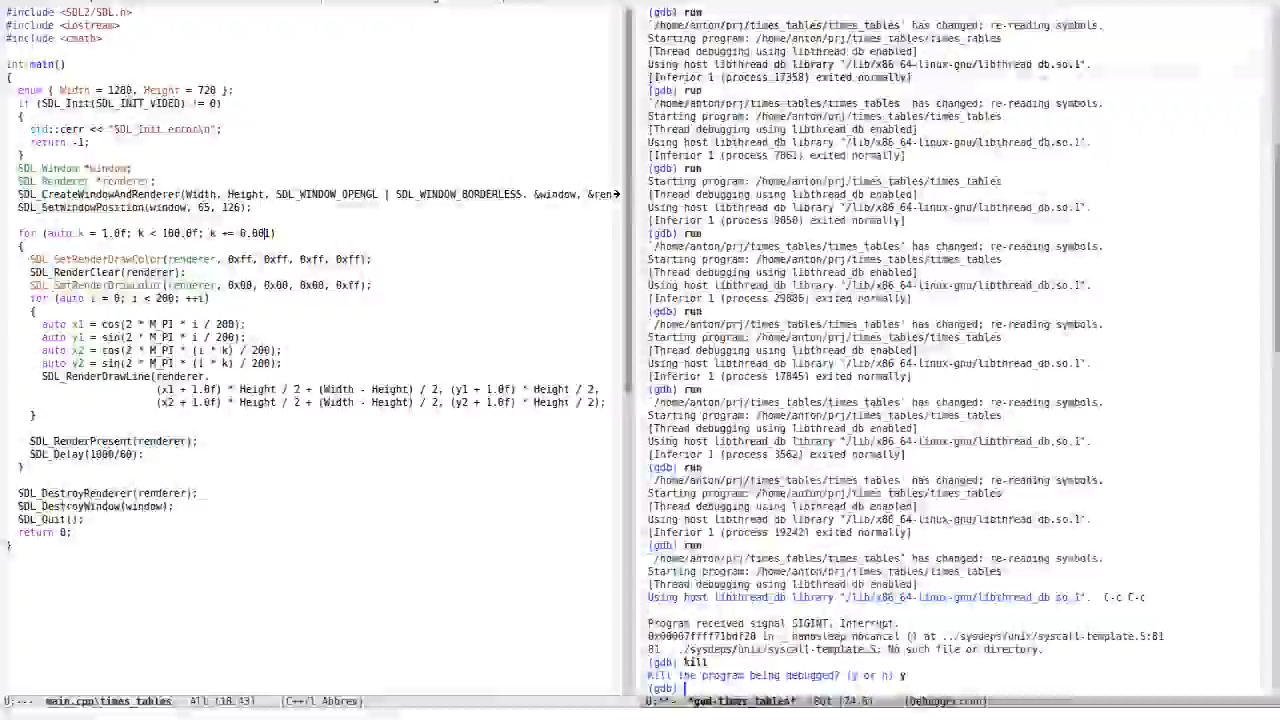 #include <SDL2/SDL.h>
#include <iostream>
#include <cmath>
int main()
{
enum { Width = 1280, Height = 720 };
if (SDL_Init(SDL_INIT_VIDEO) != 0)
{
std::cerr << "SDL_Init error\n";
return -1;
}
SDL_Window *window;
SDL_Renderer *renderer;
SDL_CreateWindowAndRenderer(Width, Height, SDL_WINDOW_OPENGL | SDL_WINDOW_BORDERLESS, &window, &ren
SDL_SetWindowPosition(window, 65, 126);
for (auto k = 1.0f; k < 100.0f; k += 0.001)
{
SDL_SetRenderDrawColor(renderer, 0xff, 0xff, 0xff, 0xff);
SDL_RenderClear(renderer);
SDL_SetRenderDrawColor(renderer, 0x00, 0x00, 0x00, 0xff);
for (auto i = 0; i < 200; ++i)
{
auto x1 = cos(2 * M_PI * i / 200);
auto y1 = sin(2 * M_PI * i / 200);
auto x2 = cos(2 * M_PI * (i * k) / 200);
auto y2 = sin(2 * M_PI * (i * k) / 200);
SDL_RenderDrawLine(renderer,
(x1 + 1.0f) * Height / 2 + (Width - Height) / 2, (y1 + 1.0f) * Height / 2,
(x2 + 1.0f) * Height / 2 + (Width - Height) / 2, (y2 + 1.0f) * Height / 2);
}
SDL_RenderPresent(renderer);
SDL_Delay(1000/60);
}
SDL_DestroyRenderer(renderer);
SDL_DestroyWindow(window);
SDL_Quit();
return 0;
}
main.cpp\times_tables All (18,43) (C++/l Abbrev)
(gdb) run
`/home/anton/prj/times_tables/times_tables' has changed; re-reading symbols.
Starting program: /home/anton/prj/times_tables/times_tables
[Thread debugging using libthread_db enabled]
Using host libthread_db library "/lib/x86_64-linux-gnu/libthread_db.so.1".
[Inferior 1 (process 17358) exited normally]
(gdb) run
`/home/anton/prj/times_tables/times_tables' has changed; re-reading symbols.
Starting program: /home/anton/prj/times_tables/times_tables
[Thread debugging using libthread_db enabled]
Using host libthread_db library "/lib/x86_64-linux-gnu/libthread_db.so.1".
[Inferior 1 (process 7861) exited normally]
(gdb) run
Starting program: /home/anton/prj/times_tables/times_tables
[Thread debugging using libthread_db enabled]
Using host libthread_db library "/lib/x86_64-linux-gnu/libthread_db.so.1".
[Inferior 1 (process 9050) exited normally]
(gdb) run
`/home/anton/prj/times_tables/times_tables' has changed; re-reading symbols.
Starting program: /home/anton/prj/times_tables/times_tables
[Thread debugging using libthread_db enabled]
Using host libthread_db library "/lib/x86_64-linux-gnu/libthread_db.so.1".
[Inferior 1 (process 29886) exited normally]
(gdb) run
`/home/anton/prj/times_tables/times_tables' has changed; re-reading symbols.
Starting program: /home/anton/prj/times_tables/times_tables
[Thread debugging using libthread_db enabled]
Using host libthread_db library "/lib/x86_64-linux-gnu/libthread_db.so.1".
[Inferior 1 (process 17845) exited normally]
(gdb) run
`/home/anton/prj/times_tables/times_tables' has changed; re-reading symbols.
Starting program: /home/anton/prj/times_tables/times_tables
[Thread debugging using libthread_db enabled]
Using host libthread_db library "/lib/x86_64-linux-gnu/libthread_db.so.1".
[Inferior 1 (process 3562) exited normally]
(gdb) run
`/home/anton/prj/times_tables/times_tables' has changed; re-reading symbols.
Starting program: /home/anton/prj/times_tables/times_tables
[Thread debugging using libthread_db enabled]
Using host libthread_db library "/lib/x86_64-linux-gnu/libthread_db.so.1".
[Inferior 1 (process 19242) exited normally]
(gdb) run
`/home/anton/prj/times_tables/times_tables' has changed; re-reading symbols.
Starting program: /home/anton/prj/times_tables/times_tables
[Thread debugging using libthread_db enabled]
Using host libthread_db library "/lib/x86_64-linux-gnu/libthread_db.so.1". C-c C-c
Program received signal SIGINT, Interrupt.
0x00007ffff71bdf20 in __nanosleep_nocancel () at ../sysdeps/unix/syscall-template.S:81
81 ../sysdeps/unix/syscall-template.S: No such file or directory.
(gdb) kill
Kill the program being debugged? (y or n) y
(gdb)
*gud-times_tables* Bot (74,6) (Debugger:run)